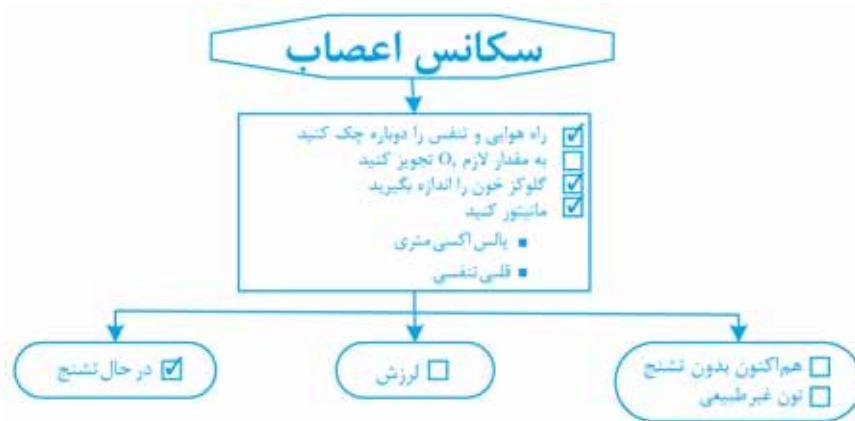 سکانس اعصاب
راه هوایی و تنفس را دوباره چک کنید
به مقدار لازم O₂ تجویز کنید
گلوکز خون را اندازه بگیرید
مانیتور کنید
پالس اکسی متری
قلبی تنفسی
هم‌اکنون بدون تشنج
تون غیرطبیعی
لرزش
در حال تشنج